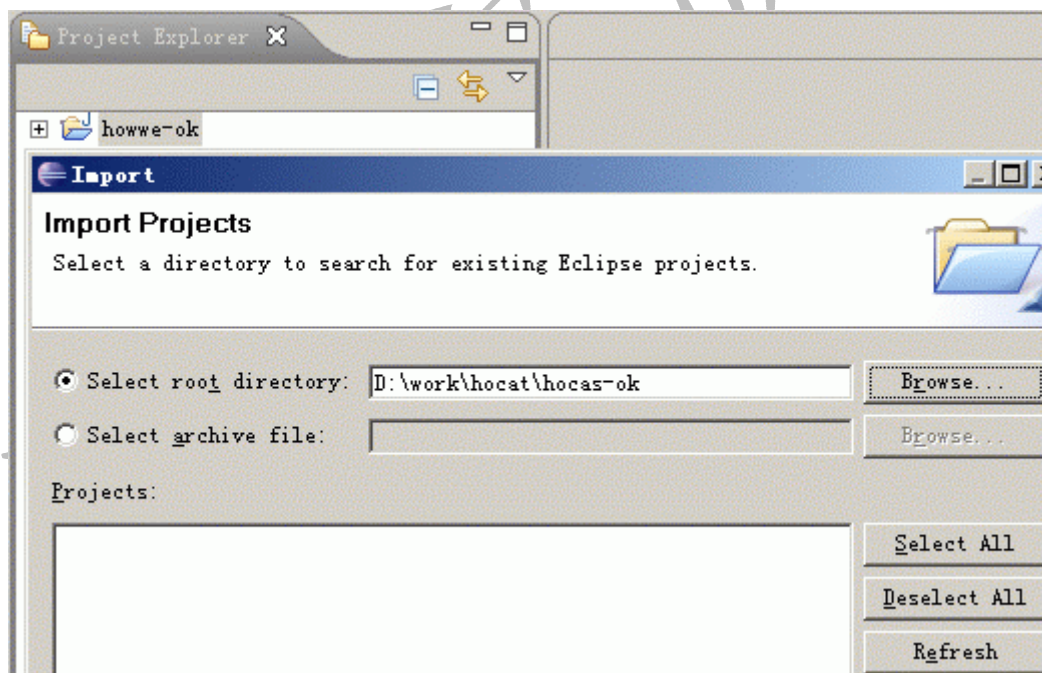 Project Explorer
howwe-ok
Import
Import Projects
Select a directory to search for existing Eclipse projects.
Select root directory: D:\work\hocat\hocas-ok Browse...
Select archive file: Browse...
Projects:
Select All
Deselect All
Refresh